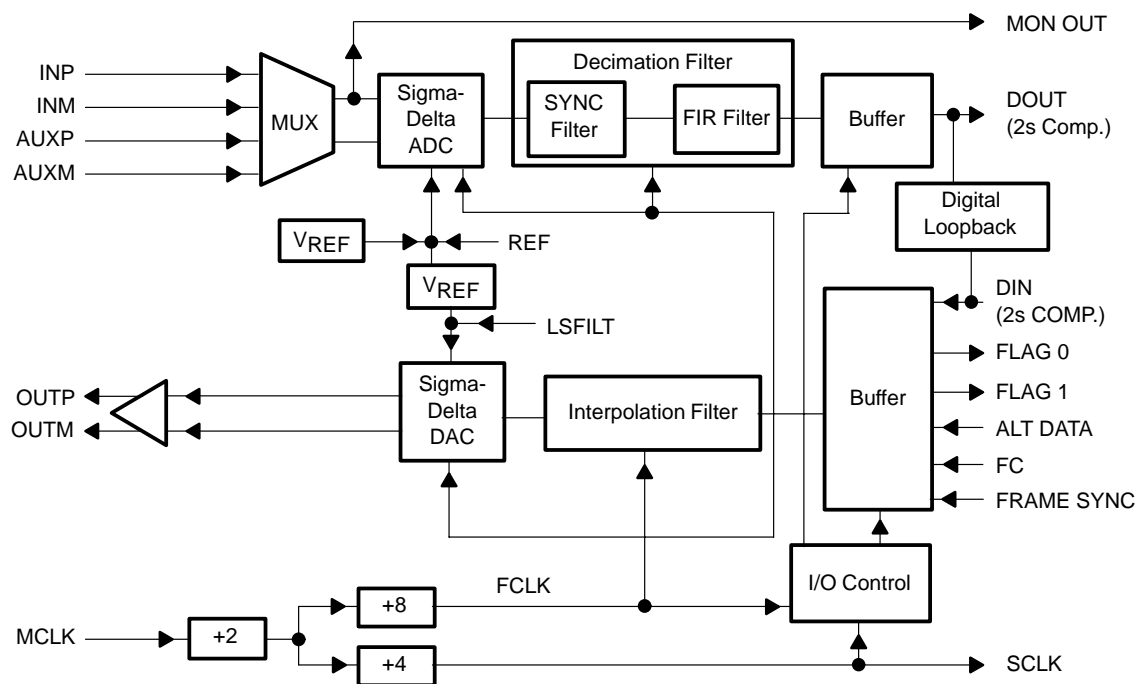 MON OUT
INP
INM
AUXP
AUXM
MUX
Sigma-
Delta
ADC
Decimation Filter
SYNC
Filter
FIR Filter
Buffer
DOUT
(2s Comp.)
Digital
Loopback
VREF
REF
VREF
LSFILT
DIN
(2s COMP.)
FLAG 0
FLAG 1
ALT DATA
FC
FRAME SYNC
OUTP
OUTM
Sigma-
Delta
DAC
Interpolation Filter
Buffer
I/O Control
MCLK
+2
+8
FCLK
+4
SCLK